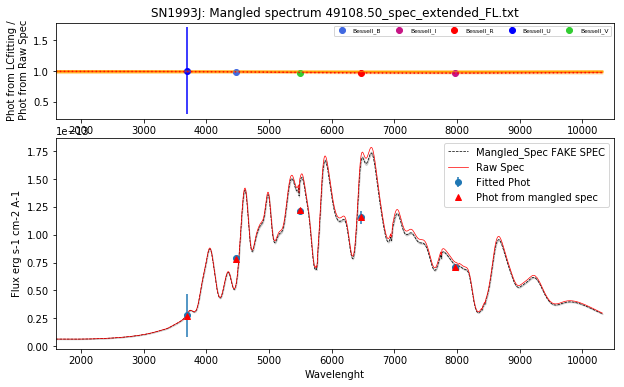 SN1993J: Mangled spectrum 49108.50_spec_extended_FL.txt
Phot from LCfitting /
Phot from Raw Spec
1.5
1.0
0.5
Bessell_B Bessell_I Bessell_R Bessell_U Bessell_V
2000 3000 4000 5000 6000 7000 8000 9000 10000
Flux erg s-1 cm-2 A-1
1.75
1.50
1.25
1.00
0.75
0.50
0.25
0.00
Mangled_Spec FAKE SPEC
Raw Spec
Fitted Phot
Phot from mangled spec
2000 3000 4000 5000 6000 7000 8000 9000 10000
Wavelenght